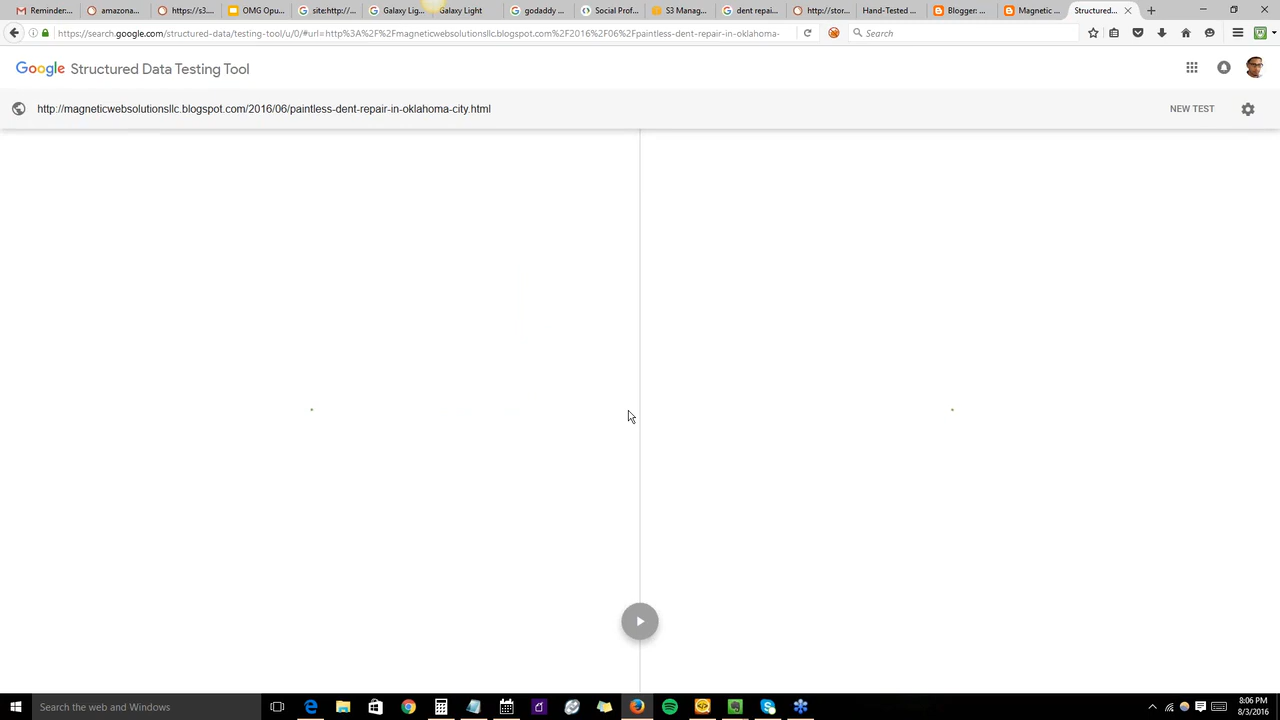 Reminder:
amazona...
https://s3...
OMG Opu...
site:http://...
Galaxy Lig...
Galaxy Light
godaddy ...
Social Prof...
S3 Manag...
dent repai...
http://stor...
Hand-Tested ...
Blogger: ...
Magnetic ...
Structured...
https://search.google.com/structured-data/testing-tool/u/0/#url=http%3A%2F%2Fmagneticwebsolutionsllc.blogspot.com%2F2016%2F06%2Fpaintless-dent-repair-in-oklahoma-
Search
Google Structured Data Testing Tool
http://magneticwebsolutionsllc.blogspot.com/2016/06/paintless-dent-repair-in-oklahoma-city.html
NEW TEST
Search the web and Windows
8:06 PM
8/3/2016